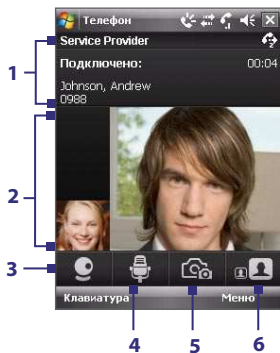 Телефон
Service Provider
1
Подключено: 00:04
Johnson, Andrew
0988
2
3
Клавиатура Меню
4 5 6